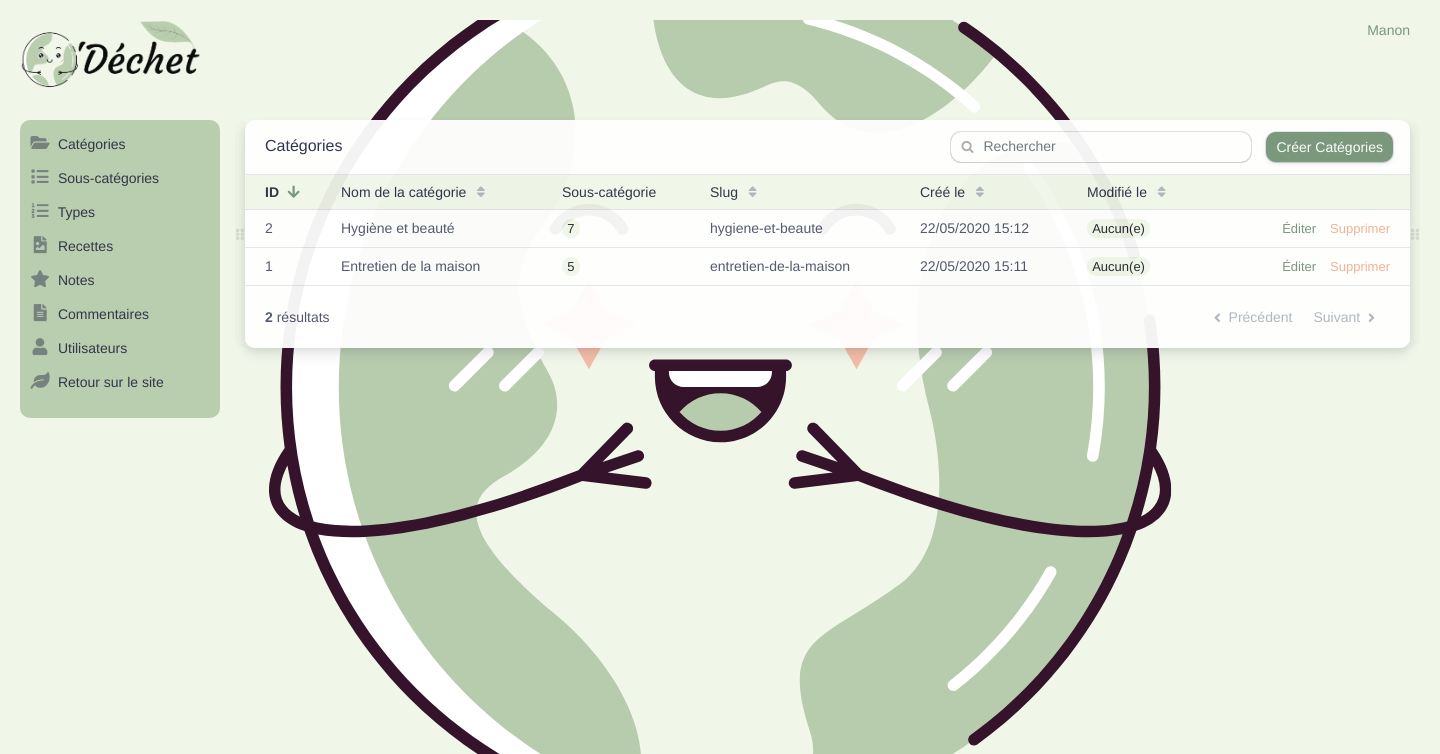 'Déchet
Manon
Catégories
Sous-catégories
Types
Recettes
Notes
Commentaires
Utilisateurs
Retour sur le site
Catégories
Rechercher
Créer Catégories
ID Nom de la catégorie Sous-catégorie Slug Créé le Modifié le
2 Hygiène et beauté 7 hygiene-et-beaute 22/05/2020 15:12 Aucun(e) Éditer Supprimer
1 Entretien de la maison 5 entretien-de-la-maison 22/05/2020 15:11 Aucun(e) Éditer Supprimer
2 résultats
Précédent Suivant